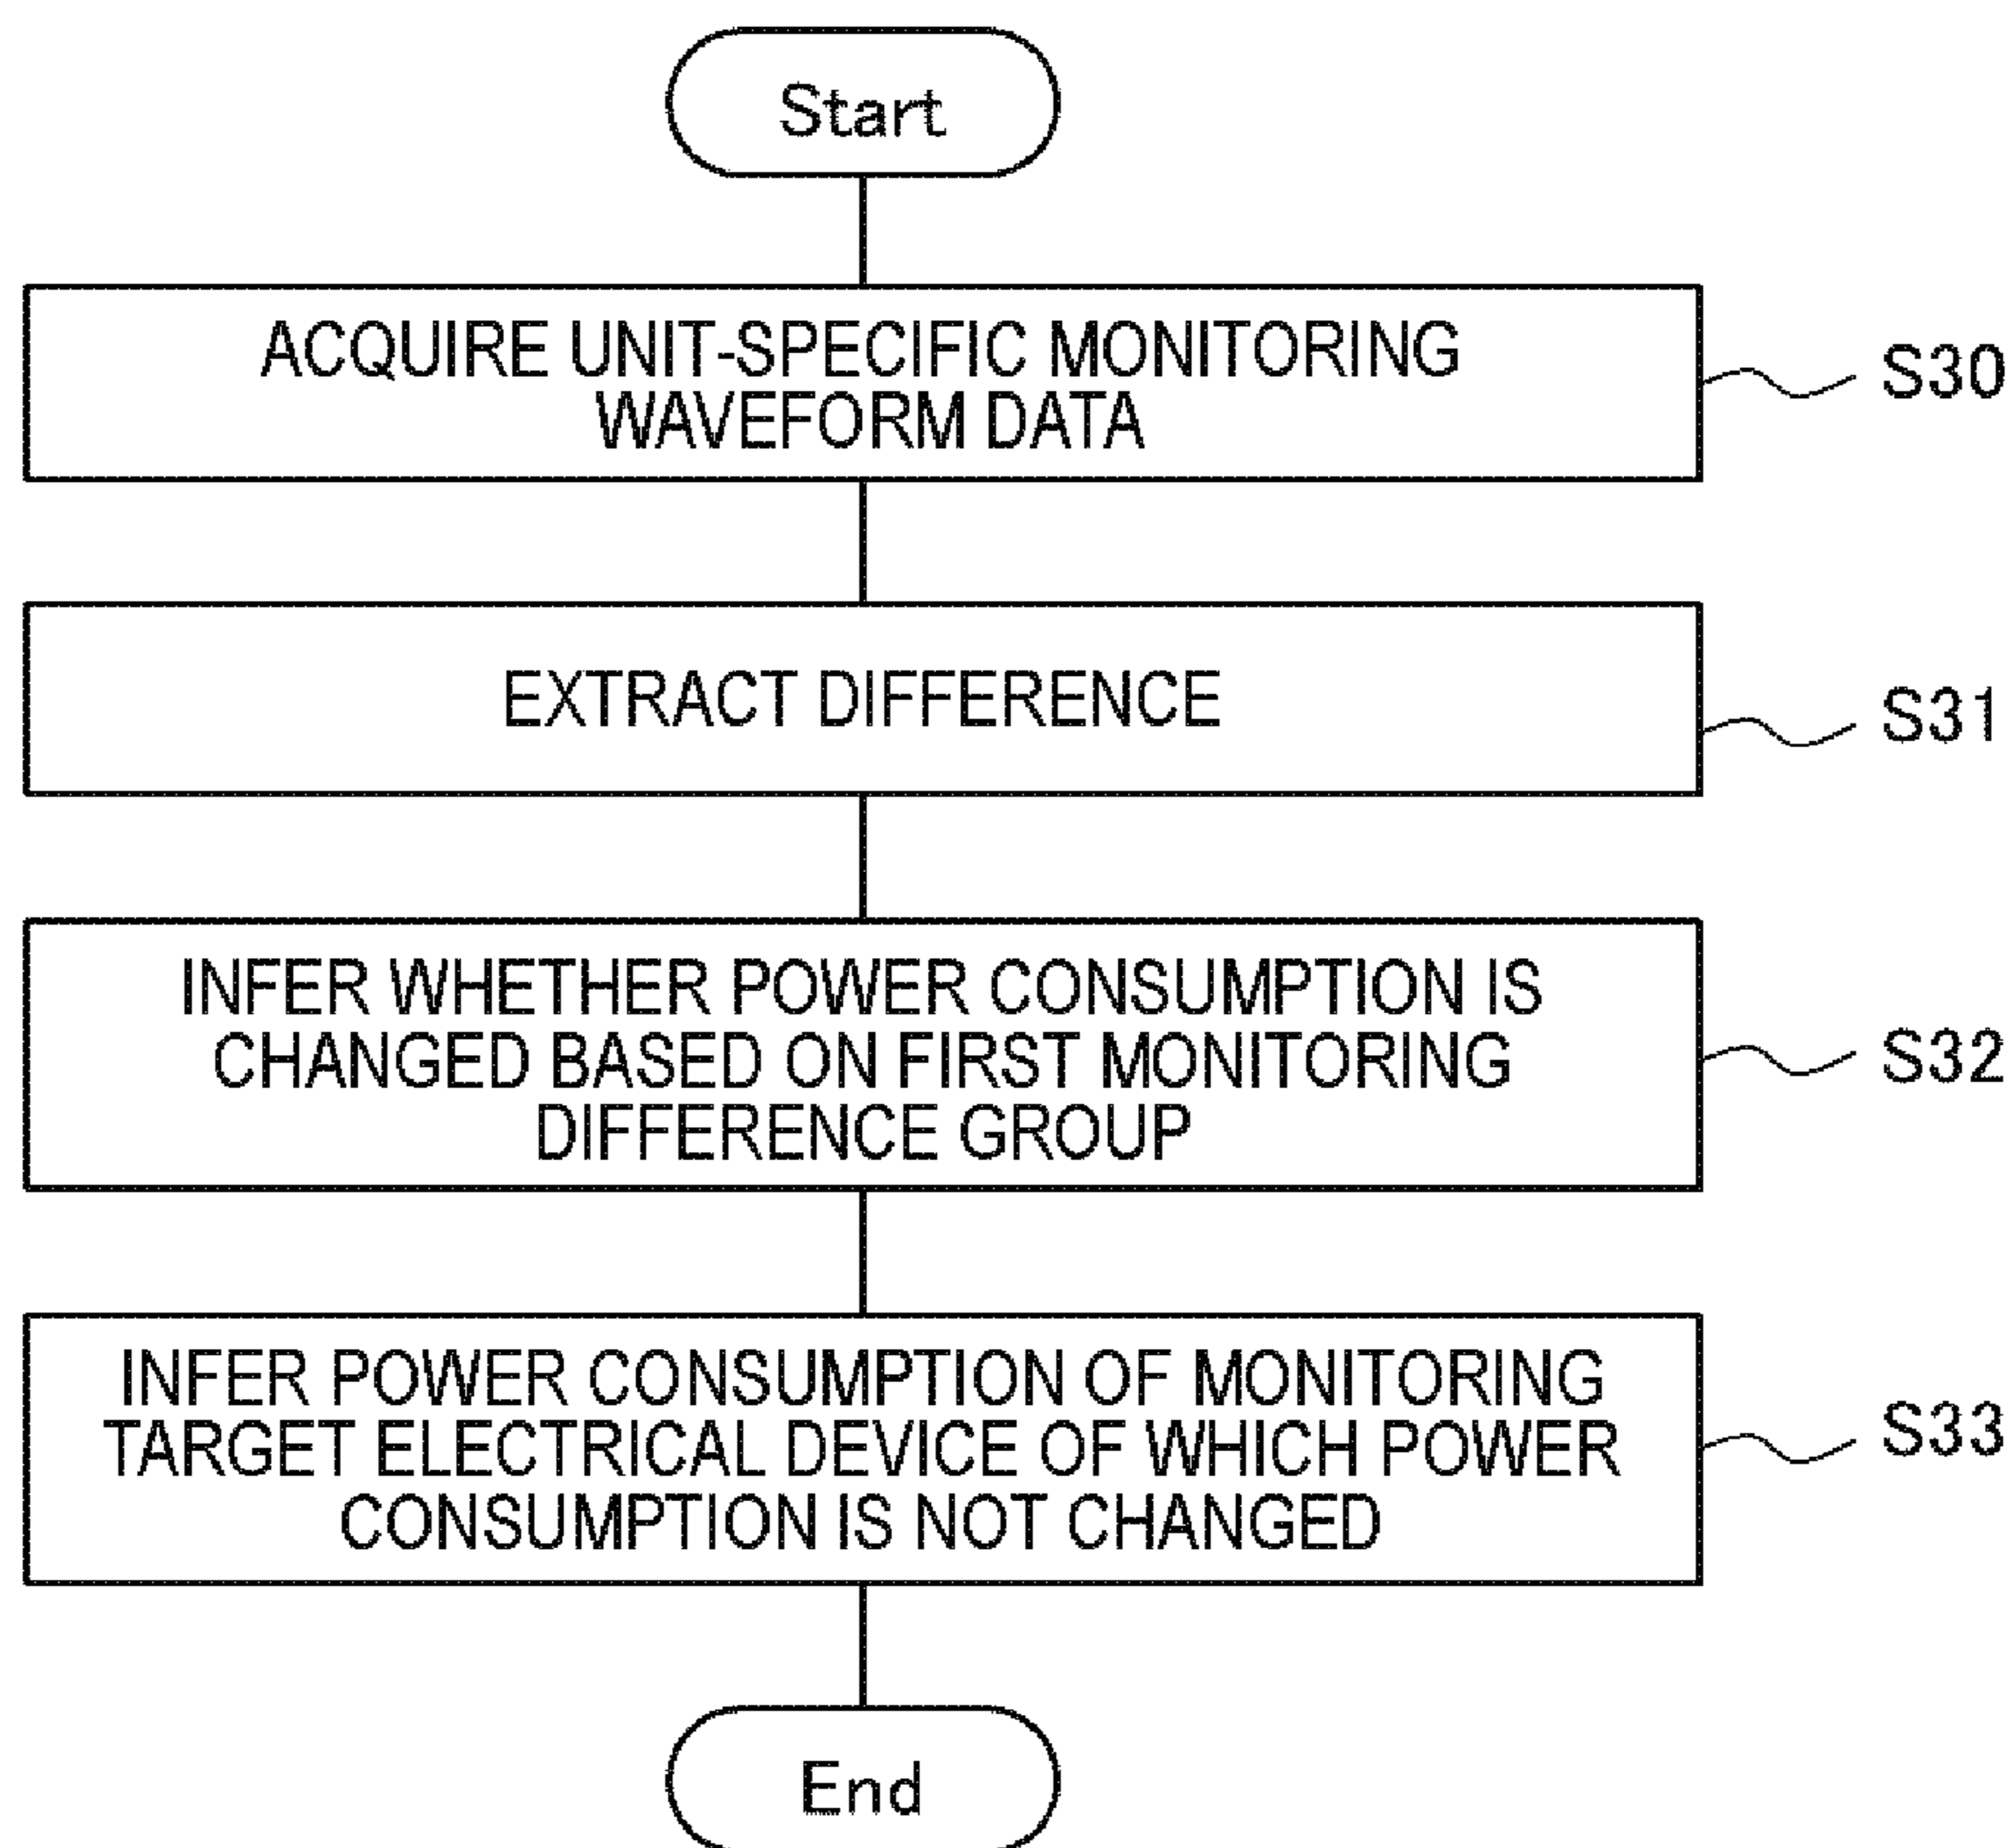 Start
ACQUIRE UNIT-SPECIFIC MONITORING
WAVEFORM DATA
S30
EXTRACT DIFFERENCE
S31
INFER WHETHER POWER CONSUMPTION IS
CHANGED BASED ON FIRST MONITORING
DIFFERENCE GROUP
S32
INFER POWER CONSUMPTION OF MONITORING
TARGET ELECTRICAL DEVICE OF WHICH POWER
CONSUMPTION IS NOT CHANGED
S33
End